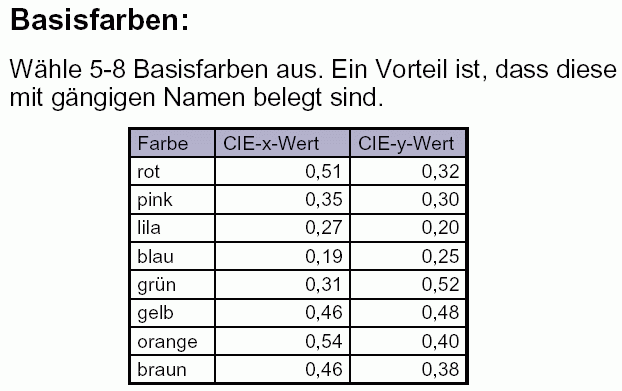 Basisfarben:
Wähle 5-8 Basisfarben aus. Ein Vorteil ist, dass diese
mit gängigen Namen belegt sind.
Farbe CIE-x-Wert CIE-y-Wert
rot 0,51 0,32
pink 0,35 0,30
lila 0,27 0,20
blau 0,19 0,25
grün 0,31 0,52
gelb 0,46 0,48
orange 0,54 0,40
braun 0,46 0,38